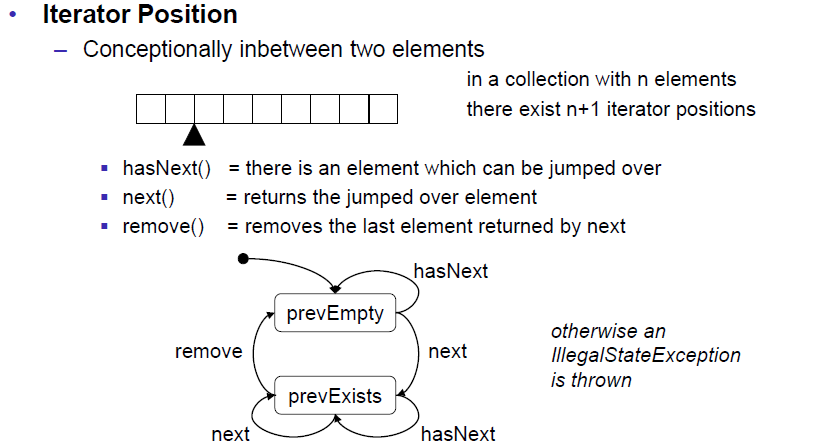 • Iterator Position
– Conceptionally inbetween two elements
in a collection with n elements
there exist n+1 iterator positions
▪ hasNext() = there is an element which can be jumped over
▪ next() = returns the jumped over element
▪ remove() = removes the last element returned by next
hasNext
prevEmpty
remove
next
otherwise an
IllegalStateException
is thrown
prevExists
next
hasNext